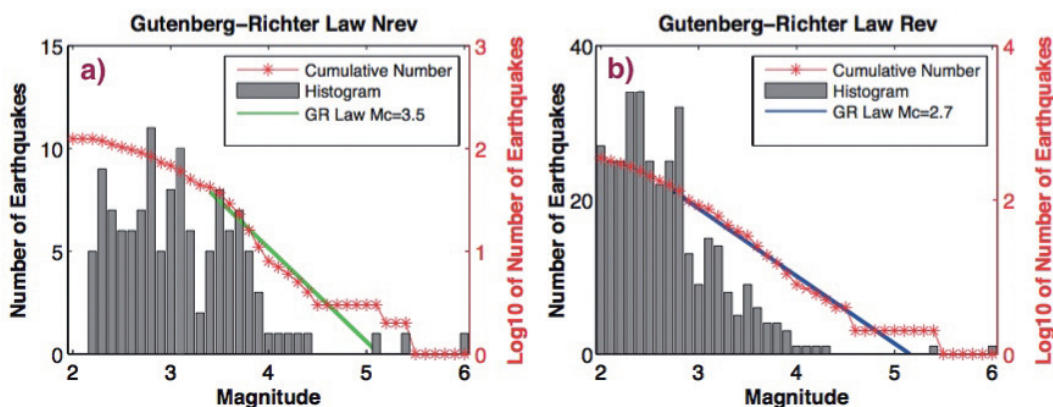 Gutenberg-Richter Law Nrev
a)
Cumulative Number
Histogram
GR Law Mc=3.5
15
10
5
0
Number of Earthquakes
3
2
1
0
Log10 of Number of Earthquakes
2 3 4 5 6
Magnitude
Gutenberg-Richter Law Rev
b)
Cumulative Number
Histogram
GR Law Mc=2.7
40
20
0
Number of Earthquakes
4
2
0
Log10 of Number of Earthquakes
2 3 4 5 6
Magnitude